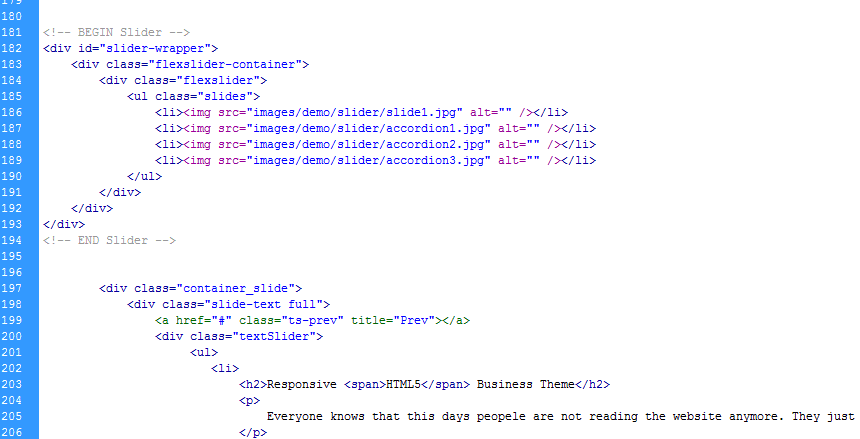 179
180
181 <!-- BEGIN Slider -->
182 <div id="slider-wrapper">
183 <div class="flexslider-container">
184 <div class="flexslider">
185 <ul class="slides">
186 <li><img src="images/demo/slider/slide1.jpg" alt="" /></li>
187 <li><img src="images/demo/slider/accordion1.jpg" alt="" /></li>
188 <li><img src="images/demo/slider/accordion2.jpg" alt="" /></li>
189 <li><img src="images/demo/slider/accordion3.jpg" alt="" /></li>
190 </ul>
191 </div>
192 </div>
193 </div>
194 <!-- END Slider -->
195
196
197 <div class="container_slide">
198 <div class="slide-text full">
199 <a href="#" class="ts-prev" title="Prev"></a>
200 <div class="textSlider">
201 <ul>
202 <li>
203 <h2>Responsive <span>HTML5</span> Business Theme</h2>
204 <p>
205 Everyone knows that this days peopele are not reading the website anymore. They just
206 </p>